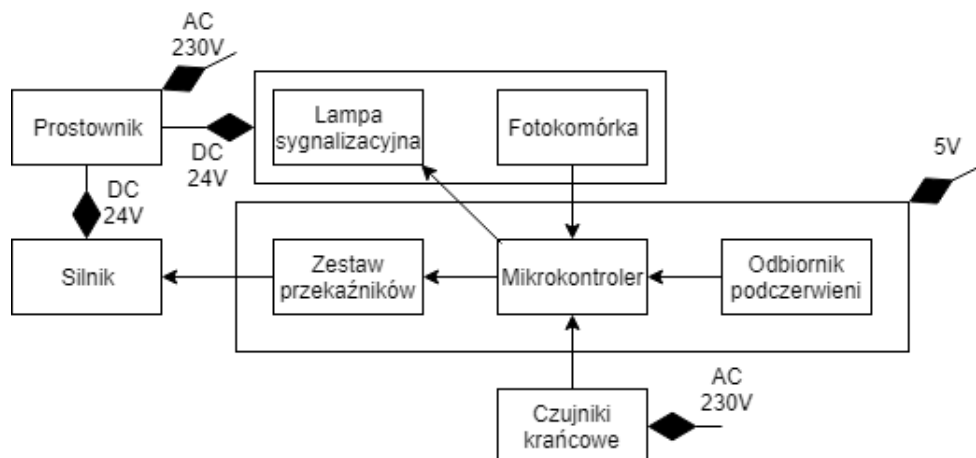 AC
230V
Prostownik
DC
24V
Lampa
sygnalizacyjna
Fotokomórka
5V
DC
24V
Silnik
Zestaw
przekaźników
Mikrokontroler
Odbiornik
podczerwieni
Czujniki
krańcowe
AC
230V